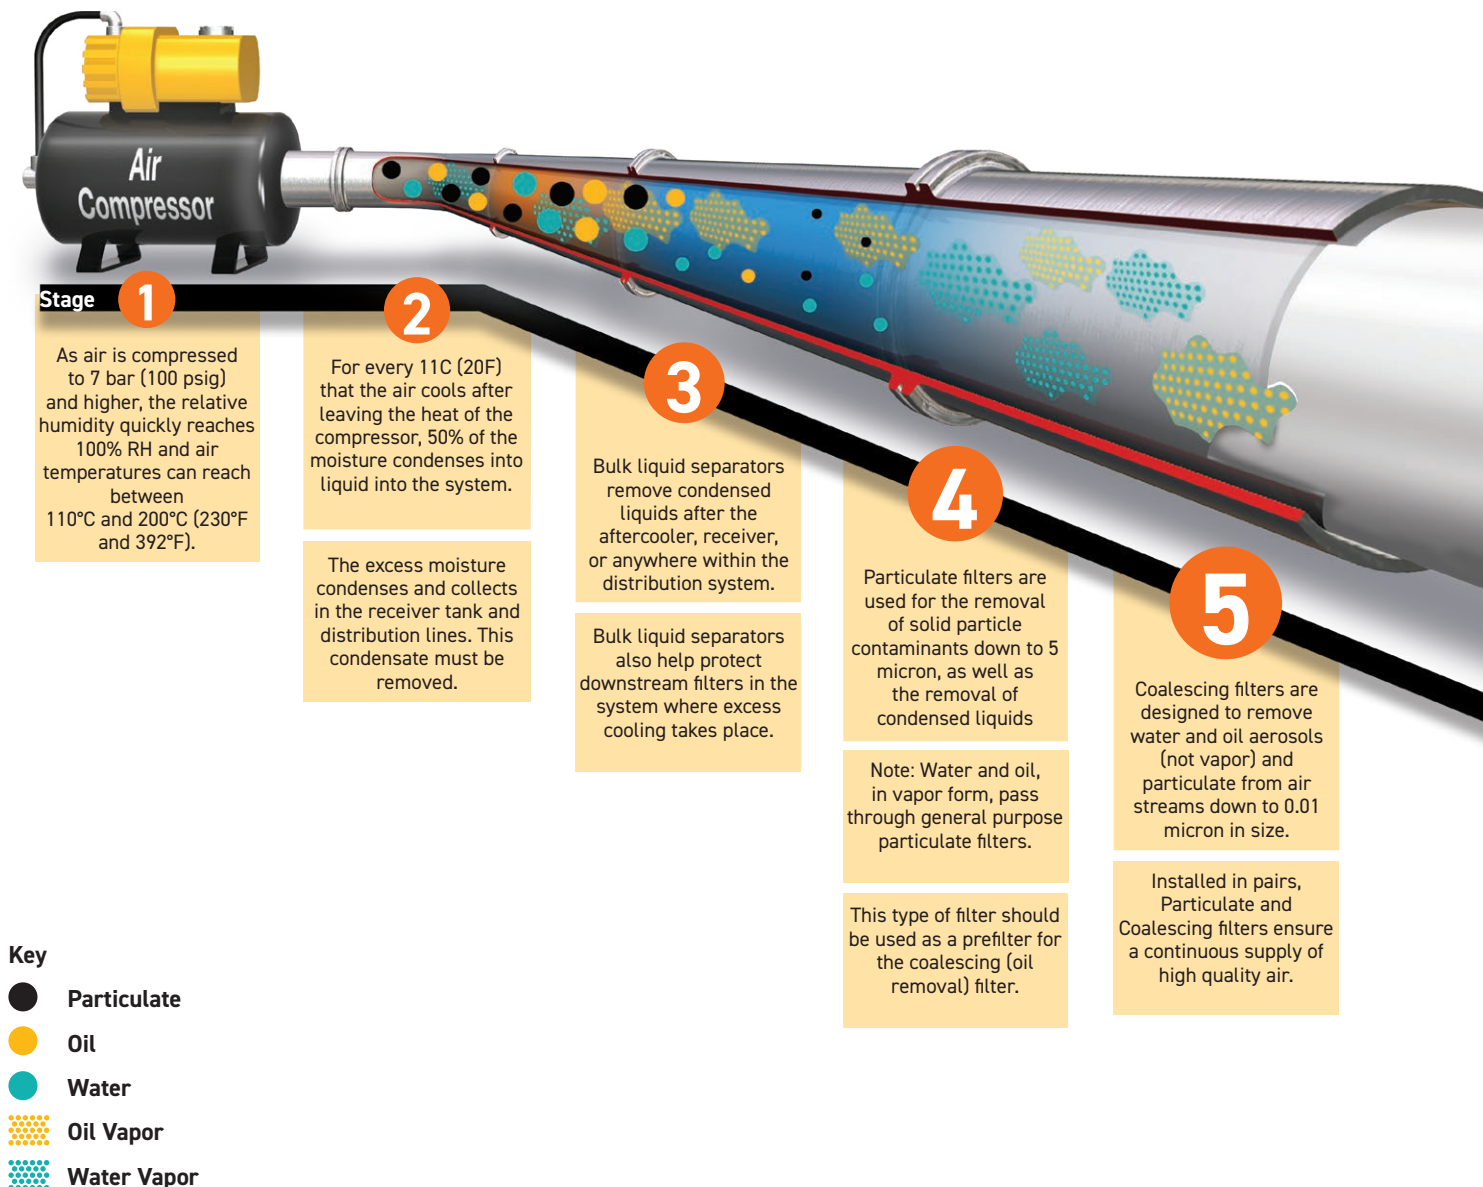 Air
Compressor
Stage
1
As air is compressed
to 7 bar (100 psig)
and higher, the relative
humidity quickly reaches
100% RH and air
temperatures can reach
between
110°C and 200°C (230°F
and 392°F).
2
For every 11C (20F)
that the air cools after
leaving the heat of the
compressor, 50% of the
moisture condenses into
liquid into the system.
The excess moisture
condenses and collects
in the receiver tank and
distribution lines. This
condensate must be
removed.
3
Bulk liquid separators
remove condensed
liquids after the
aftercooler, receiver,
or anywhere within the
distribution system.
Bulk liquid separators
also help protect
downstream filters in the
system where excess
cooling takes place.
4
Particulate filters are
used for the removal
of solid particle
contaminants down to 5
micron, as well as
the removal of
condensed liquids
Note: Water and oil,
in vapor form, pass
through general purpose
particulate filters.
This type of filter should
be used as a prefilter for
the coalescing (oil
removal) filter.
5
Coalescing filters are
designed to remove
water and oil aerosols
(not vapor) and
particulate from air
streams down to 0.01
micron in size.
Installed in pairs,
Particulate and
Coalescing filters ensure
a continuous supply of
high quality air.
Key
Particulate
Oil
Water
Oil Vapor
Water Vapor